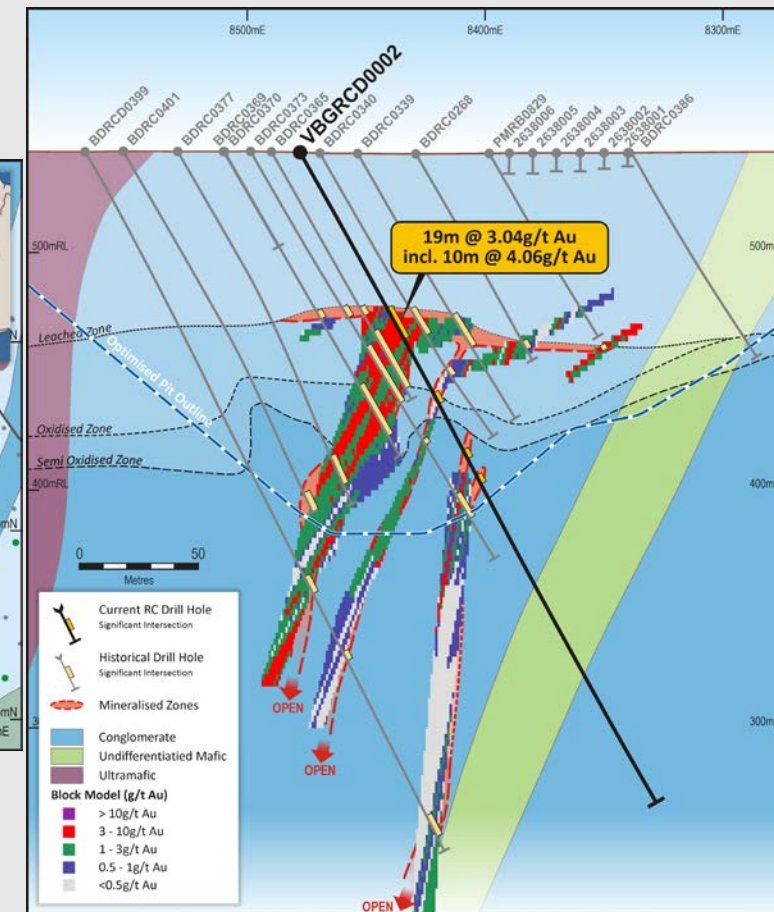 8500mE
8400mE
8300mE
BDRCD0399
BDRC0401
BDRC0377
BDRC0369
BDRC0370
BDRC0373
BDRC0365
VBGRCD0002
BDRC0340
BDRC0339
BDRC0268
PMRB0829
2638006
2638005
2638004
2638003
2638002
2638001
BDRC0386
19m @ 3.04g/t Au
incl. 10m @ 4.06g/t Au
500mRL
500m
Leached Zone
Optimised Pit Outline
Oxidised Zone
Semi Oxidised Zone
400mRL
400m
300m
0
50
Metres
Current RC Drill Hole
Significant Intersection
Historical Drill Hole
Significant Intersection
Mineralised Zones
Conglomerate
Undifferentiatied Mafic
Ultramafic
Block Model (g/t Au)
> 10g/t Au
3 - 10g/t Au
1 - 3g/t Au
0.5 - 1g/t Au
<0.5g/t Au
OPEN
OPEN
OPEN